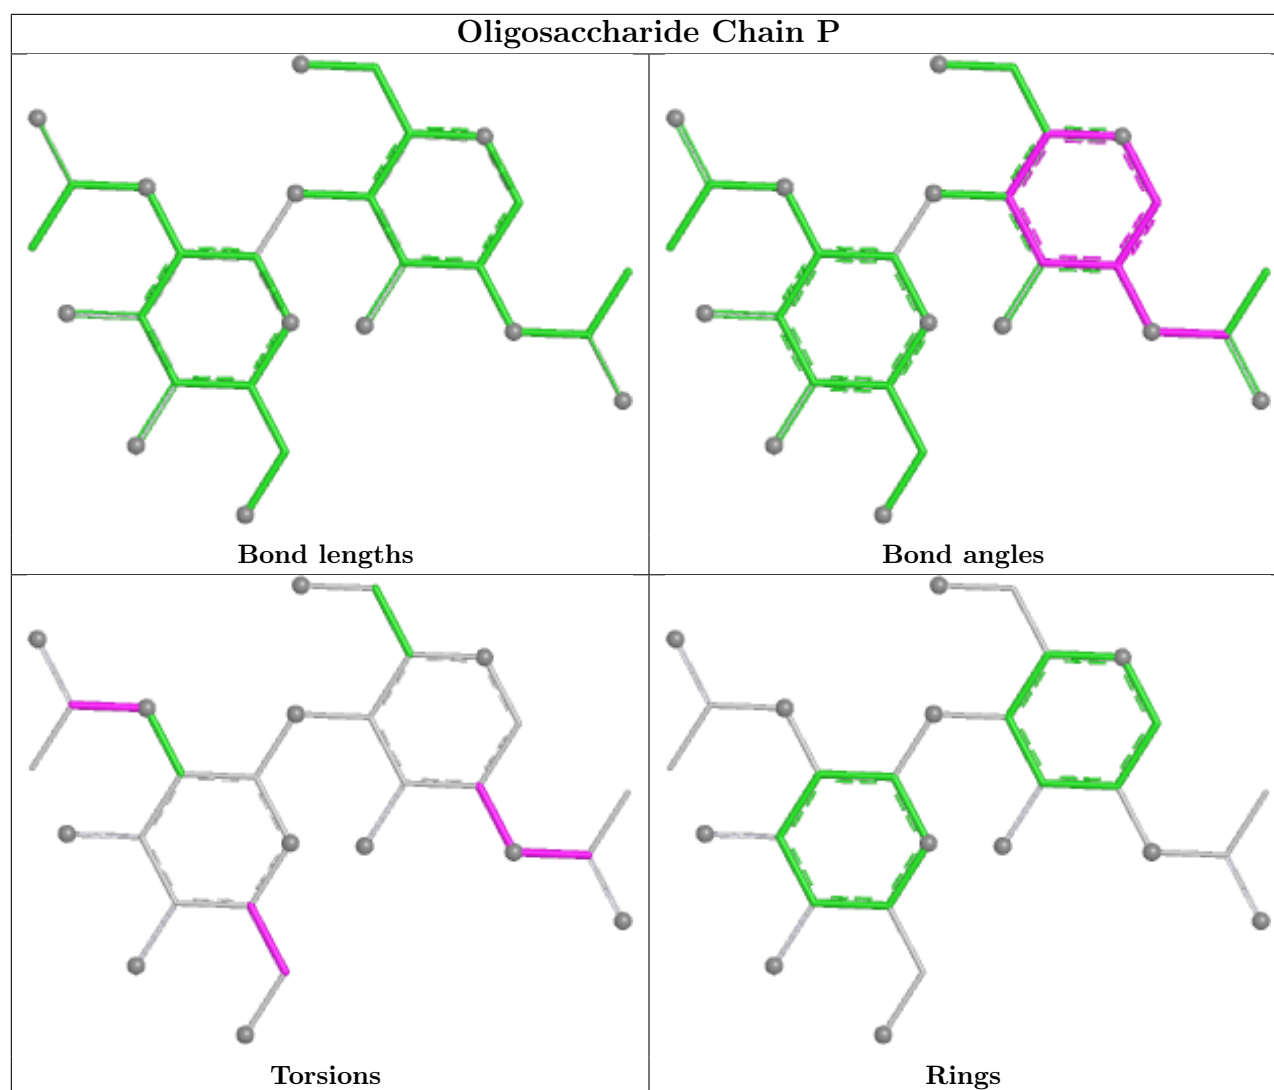 Oligosaccharide Chain P
Bond lengths
Bond angles
Torsions
Rings